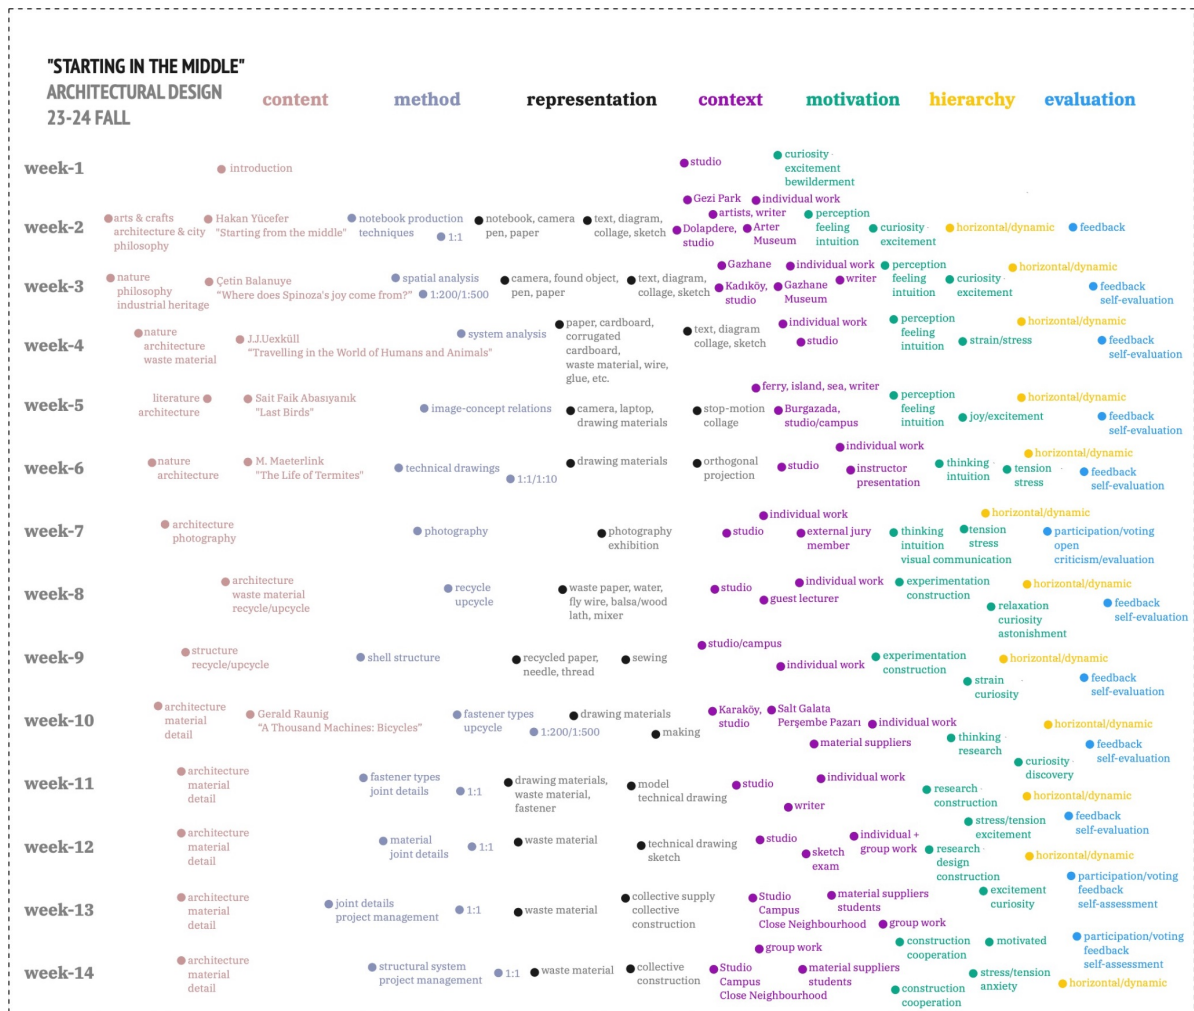 "STARTING IN THE MIDDLE"
ARCHITECTURAL DESIGN
23-24 FALL
content method representation context motivation hierarchy evaluation
week-1
introduction
studio
curiosity
excitement
bewilderment
week-2
arts & crafts
architecture & city
philosophy
Hakan Yücefer
"Starting from the middle"
notebook production
techniques
1:1
notebook, camera
pen, paper
text, diagram,
collage, sketch
Gezi Park
individual work
artists, writer
Dolapdere,
studio
Arter
Museum
perception
feeling
intuition
curiosity
excitement
horizontal/dynamic
feedback
week-3
nature
philosophy
industrial heritage
Çetin Balanuye
"Where does Spinoza's joy come from?"
spatial analysis
1:200/1:500
camera, found object,
pen, paper
text, diagram,
collage, sketch
Gazhane
individual work
writer
Kadıköy,
studio
Gazhane
Museum
perception
feeling
intuition
curiosity
excitement
horizontal/dynamic
feedback
self-evaluation
week-4
nature
architecture
waste material
J.J.Uexküll
"Travelling in the World of Humans and Animals"
system analysis
paper, cardboard,
corrugated
cardboard,
waste material, wire,
glue, etc.
text, diagram
collage, sketch
individual work
studio
perception
feeling
intuition
strain/stress
horizontal/dynamic
feedback
self-evaluation
week-5
literature
architecture
Sait Faik Abasıyanık
"Last Birds"
image-concept relations
camera, laptop,
drawing materials
stop-motion
collage
ferry, island, sea, writer
Burgazada,
studio/campus
perception
feeling
intuition
joy/excitement
horizontal/dynamic
feedback
self-evaluation
week-6
nature
architecture
M. Maeterlink
"The Life of Termites"
technical drawings
1:1/1:10
drawing materials
orthogonal
projection
individual work
studio
instructor
presentation
thinking
intuition
tension
stress
horizontal/dynamic
feedback
self-evaluation
week-7
architecture
photography
photography
photography
exhibition
individual work
studio
external jury
member
thinking
intuition
visual communication
tension
stress
horizontal/dynamic
participation/voting
open
criticism/evaluation
week-8
architecture
waste material
recycle/upcycle
recycle
upcycle
waste paper, water,
fly wire, balsa/wood
lath, mixer
studio
individual work
guest lecturer
experimentation
construction
relaxation
curiosity
astonishment
horizontal/dynamic
feedback
self-evaluation
week-9
structure
recycle/upcycle
shell structure
recycled paper,
needle, thread
sewing
studio/campus
individual work
experimentation
construction
strain
curiosity
horizontal/dynamic
feedback
self-evaluation
week-10
architecture
material
detail
Gerald Raunig
"A Thousand Machines: Bicycles"
fastener types
upcycle
1:200/1:500
drawing materials
making
Karaköy,
studio
Salt Galata
Perşembe Pazarı
individual work
material suppliers
thinking
research
curiosity
discovery
horizontal/dynamic
feedback
self-evaluation
week-11
architecture
material
detail
fastener types
joint details
1:1
drawing materials,
waste material,
fastener
model
technical drawing
studio
individual work
writer
research
construction
stress/tension
excitement
horizontal/dynamic
feedback
self-evaluation
week-12
architecture
material
detail
material
joint details
1:1
waste material
technical drawing
sketch
studio
individual +
group work
sketch
exam
research
design
construction
excitement
curiosity
horizontal/dynamic
participation/voting
feedback
self-assessment
week-13
architecture
material
detail
joint details
project management
1:1
waste material
collective supply
collective
construction
Studio
Campus
Close Neighbourhood
material suppliers
students
group work
construction
cooperation
motivated
participation/voting
feedback
self-assessment
week-14
architecture
material
detail
structural system
project management
1:1
waste material
collective
construction
group work
Studio
Campus
Close Neighbourhood
material suppliers
students
construction
cooperation
stress/tension
anxiety
horizontal/dynamic